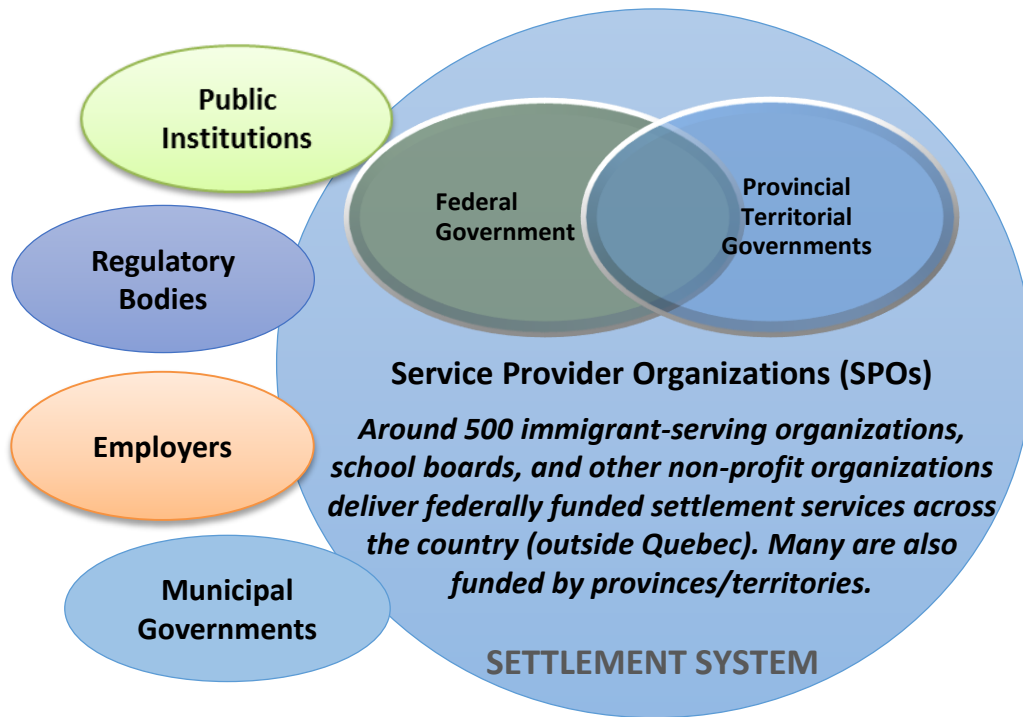 Public
Institutions
Regulatory
Bodies
Employers
Municipal
Governments
Federal
Government
Provincial
Territorial
Governments
Service Provider Organizations (SPOs)
Around 500 immigrant-serving organizations,
school boards, and other non-profit organizations
deliver federally funded settlement services across
the country (outside Quebec). Many are also
funded by provinces/territories.
SETTLEMENT SYSTEM